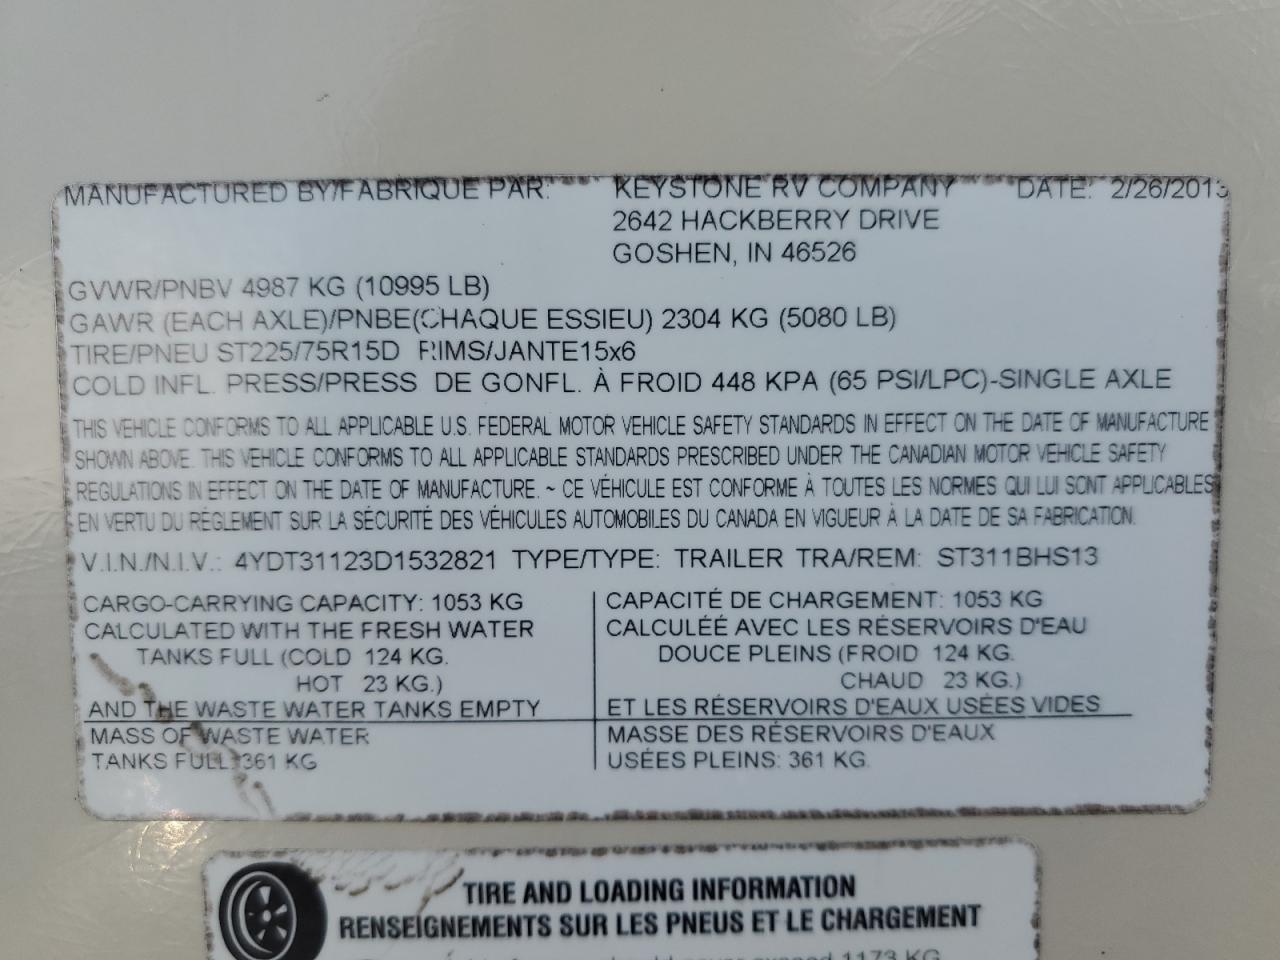 MANUFACTURED BY/FABRIQUE PAR: KEYSTONE RV COMPANY DATE: 2/26/2013
2642 HACKBERRY DRIVE
GOSHEN, IN 46526
GVWR/PNBV 4987 KG (10995 LB)
GAWR (EACH AXLE)/PNBE(CHAQUE ESSIEU) 2304 KG (5080 LB)
TIRE/PNEU ST225/75R15D RIMS/JANTE15x6
COLD INFL. PRESS/PRESS DE GONFL. À FROID 448 KPA (65 PSI/LPC)-SINGLE AXLE
THIS VEHICLE CONFORMS TO ALL APPLICABLE U.S. FEDERAL MOTOR VEHICLE SAFETY STANDARDS IN EFFECT ON THE DATE OF MANUFACTURE
SHOWN ABOVE. THIS VEHICLE CONFORMS TO ALL APPLICABLE STANDARDS PRESCRIBED UNDER THE CANADIAN MOTOR VEHICLE SAFETY
REGULATIONS IN EFFECT ON THE DATE OF MANUFACTURE. ~ CE VÉHICULE EST CONFORME À TOUTES LES NORMES QUI LUI SONT APPLICABLES
EN VERTU DU RÉGLEMENT SUR LA SÉCURITÉ DES VÉHICULES AUTOMOBILES DU CANADA EN VIGUEUR À LA DATE DE SA FABRICATION.
V.I.N./N.I.V.: 4YDT31123D1532821 TYPE/TYPE: TRAILER TRA/REM: ST311BHS13
CARGO-CARRYING CAPACITY: 1053 KG
CALCULATED WITH THE FRESH WATER
TANKS FULL (COLD 124 KG.
HOT 23 KG.)
AND THE WASTE WATER TANKS EMPTY
MASS OF WASTE WATER
TANKS FULL: 361 KG
CAPACITÉ DE CHARGEMENT: 1053 KG
CALCULÉE AVEC LES RÉSERVOIRS D'EAU
DOUCE PLEINS (FROID 124 KG.
CHAUD 23 KG.)
ET LES RÉSERVOIRS D'EAUX USÉES VIDES
MASSE DES RÉSERVOIRS D'EAUX
USÉES PLEINS: 361 KG.
TIRE AND LOADING INFORMATION
RENSEIGNEMENTS SUR LES PNEUS ET LE CHARGEMENT
should never exceed 1173 KG